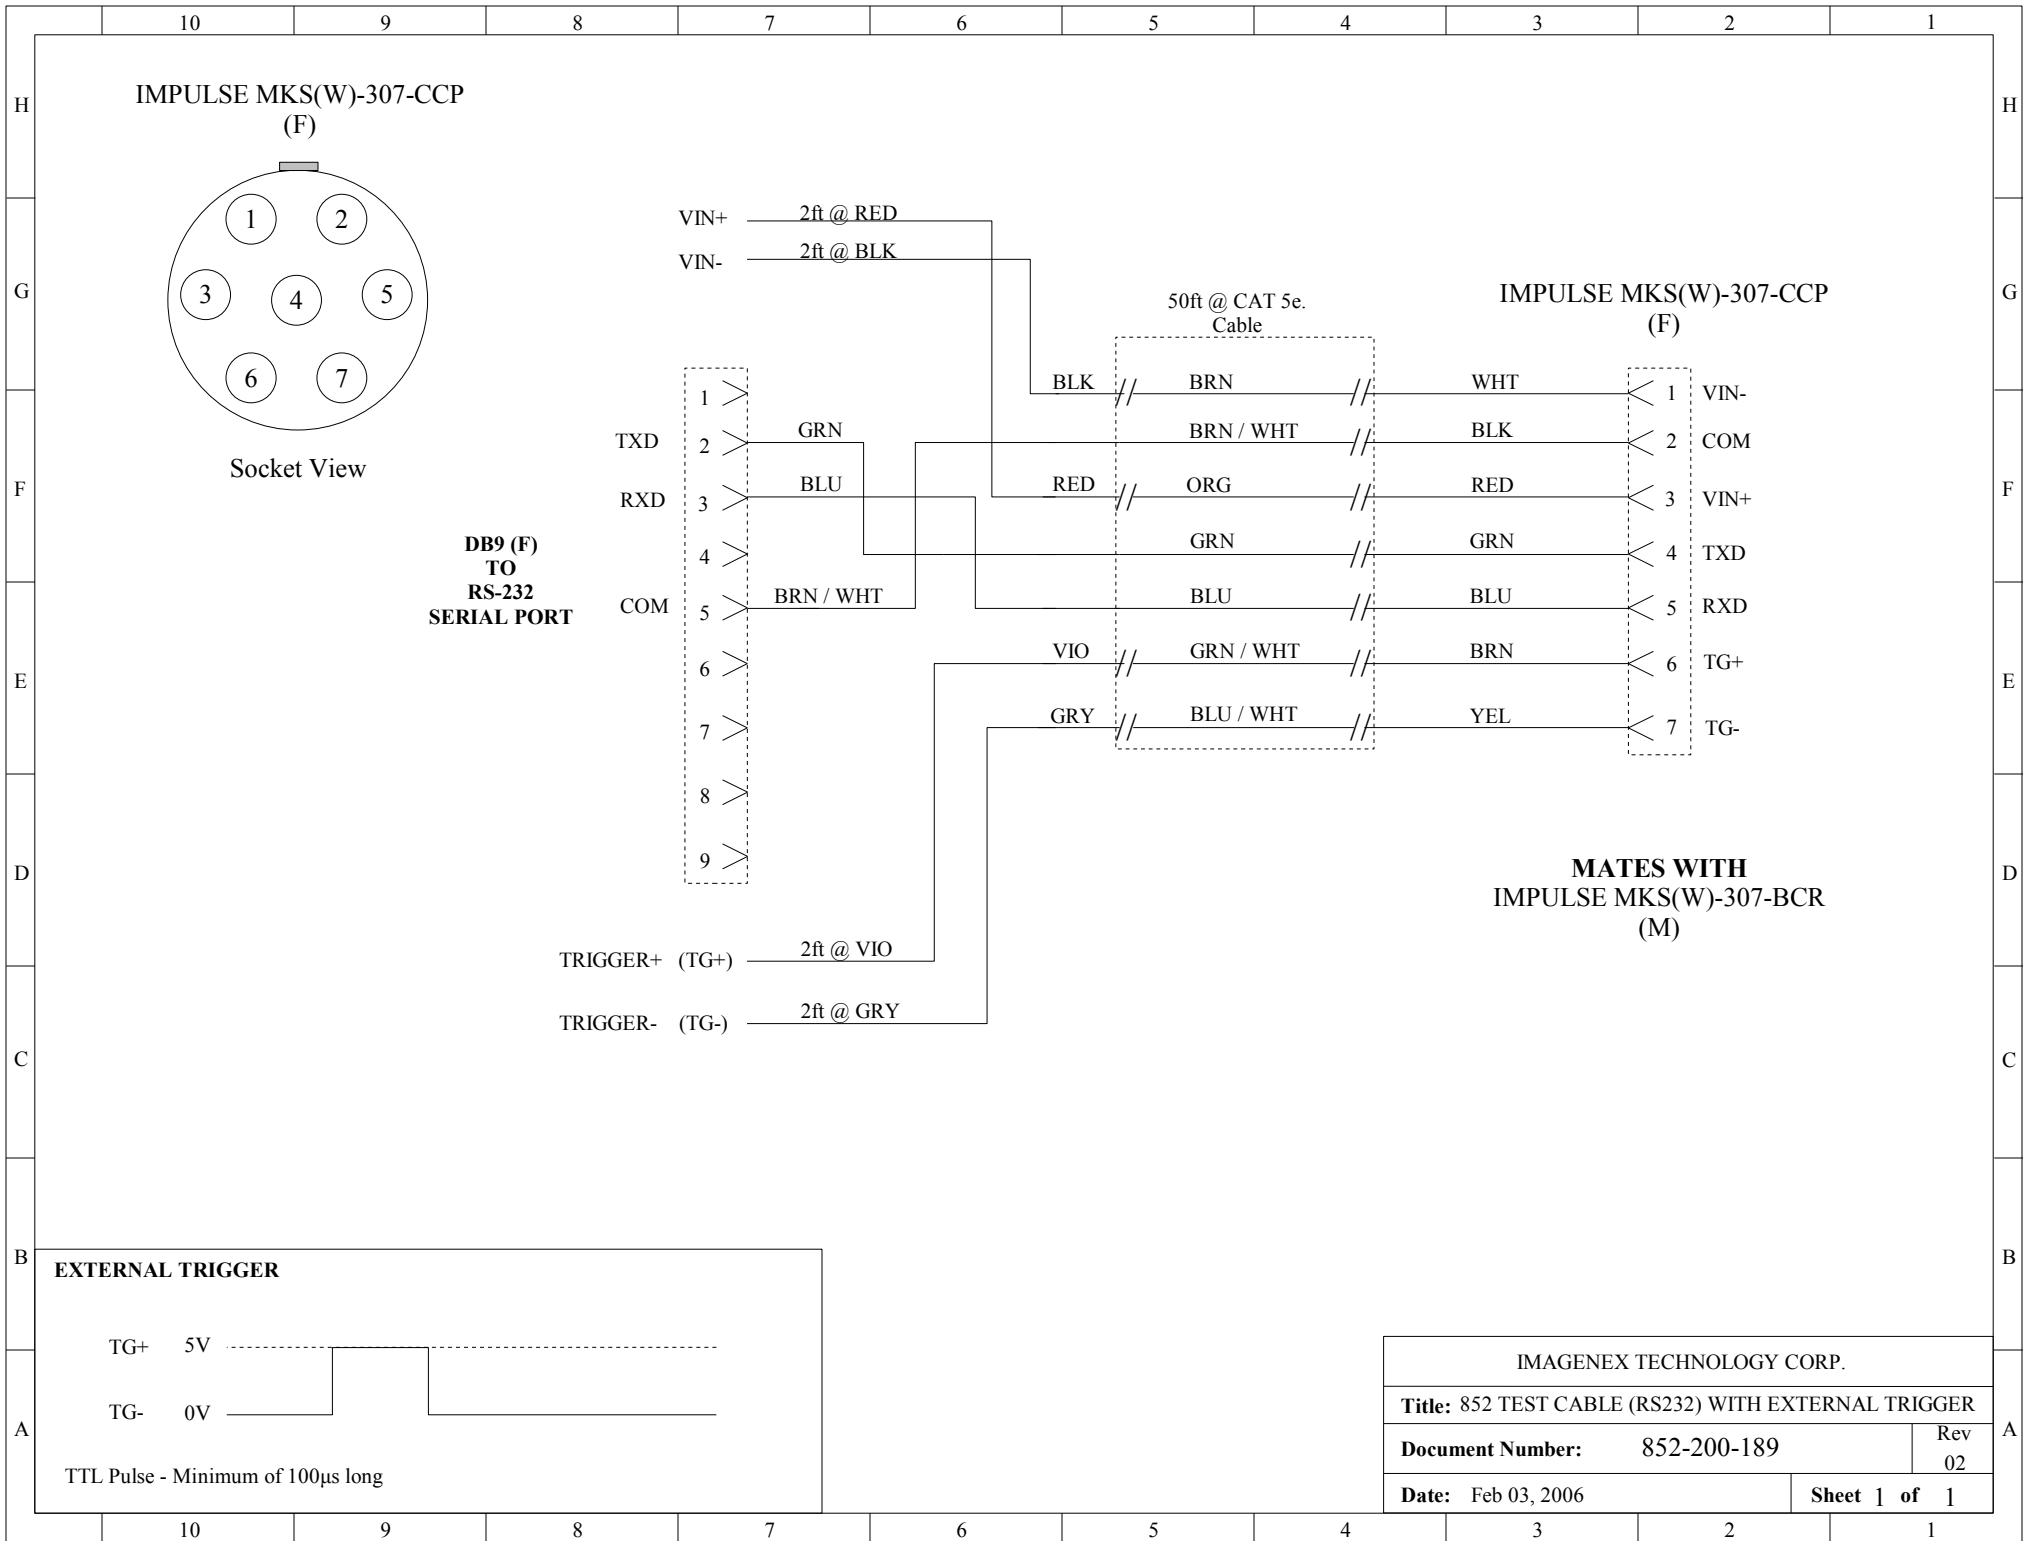 10 9 8 7 6 5 4 3 2 1
H H
IMPULSE MKS(W)-307-CCP
(F)
1 2
3 4 5
6 7
Socket View
G G
VIN+ 2ft @ RED
VIN- 2ft @ BLK
50ft @ CAT 5e.
Cable
IMPULSE MKS(W)-307-CCP
(F)
F F
DB9 (F)
TO
RS-232
SERIAL PORT
1
TXD 2 GRN
RXD 3 BLU
4
COM 5 BRN / WHT
6
7
8
9
BLK BRN WHT 1 VIN-
BRN / WHT BLK 2 COM
RED ORG RED 3 VIN+
GRN GRN 4 TXD
BLU BLU 5 RXD
VIO GRN / WHT BRN 6 TG+
GRY BLU / WHT YEL 7 TG-
E E
D D
MATES WITH
IMPULSE MKS(W)-307-BCR
(M)
TRIGGER+ (TG+) 2ft @ VIO
TRIGGER- (TG-) 2ft @ GRY
C C
B B
EXTERNAL TRIGGER
TG+ 5V
TG- 0V
TTL Pulse - Minimum of 100μs long
A A
IMAGENEX TECHNOLOGY CORP.
Title: 852 TEST CABLE (RS232) WITH EXTERNAL TRIGGER
Document Number: 852-200-189
Rev
02
Date: Feb 03, 2006
Sheet 1 of 1
10 9 8 7 6 5 4 3 2 1